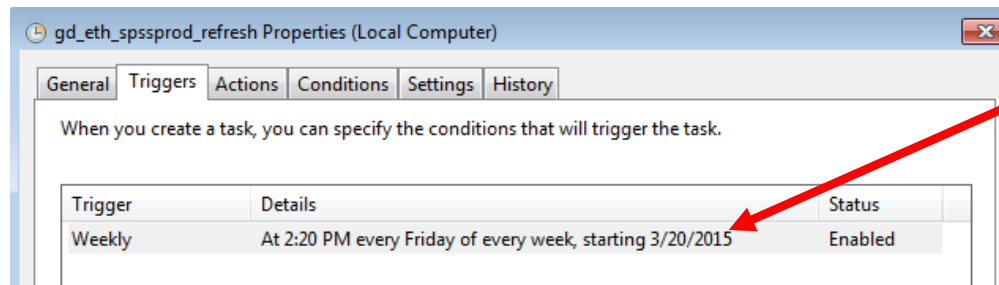 gd_eth_spssprod_refresh Properties (Local Computer)
General Triggers Actions Conditions Settings History
When you create a task, you can specify the conditions that will trigger the task.
Trigger Details Status
Weekly At 2:20 PM every Friday of every week, starting 3/20/2015 Enabled